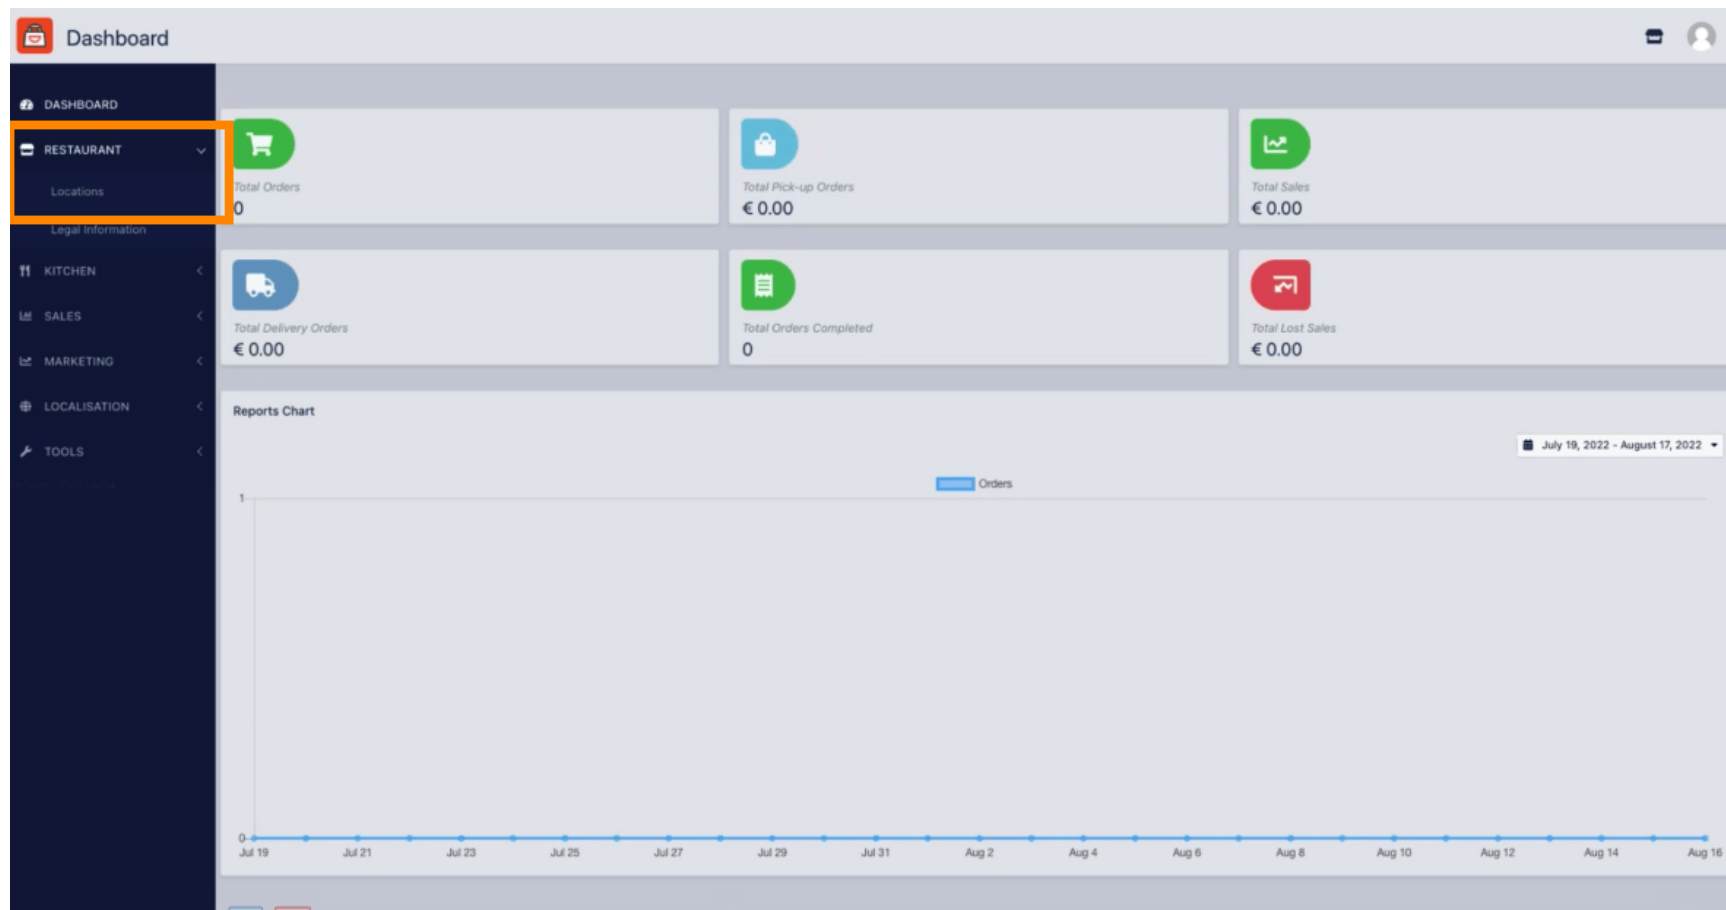 Dashboard
DASHBOARD
RESTAURANT
Locations
Legal Information
KITCHEN
SALES
MARKETING
LOCALISATION
TOOLS
Total Orders
0
Total Pick-up Orders
€ 0.00
Total Sales
€ 0.00
Total Delivery Orders
€ 0.00
Total Orders Completed
0
Total Lost Sales
€ 0.00
Reports Chart
July 19, 2022 - August 17, 2022
Orders
1
0
Jul 19 Jul 21 Jul 23 Jul 25 Jul 27 Jul 29 Jul 31 Aug 2 Aug 4 Aug 6 Aug 8 Aug 10 Aug 12 Aug 14 Aug 16